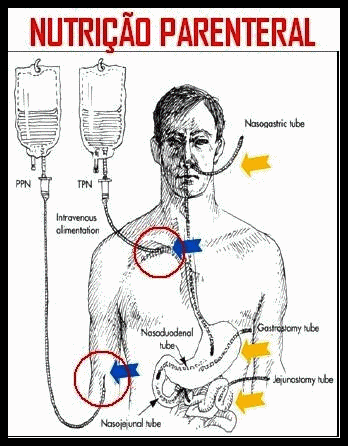 NUTRIÇÃO PARENTERAL
Nasogastric tube
PPN
TPN
Intravenous
alimentation
Nasoduodenal
tube
Gastrostomy tube
Jejunostomy tube
Nasojejunal tube